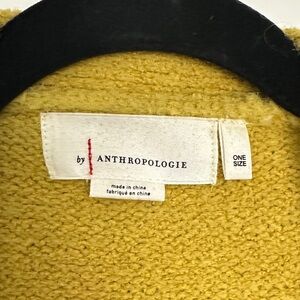 by ANTHROPOLOGIE
ONE
SIZE
made in china
fabriqué en chine